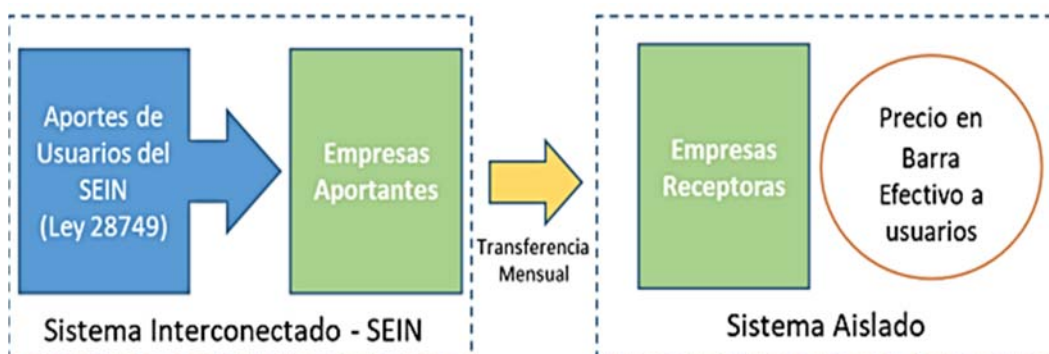 Aportes de
Usuarios del
SEIN
(Ley 28749)
Empresas
Aportantes
Sistema Interconectado - SEIN
Transferencia
Mensual
Empresas
Receptoras
Precio en
Barra
Efectivo a
usuarios
Sistema Aislado